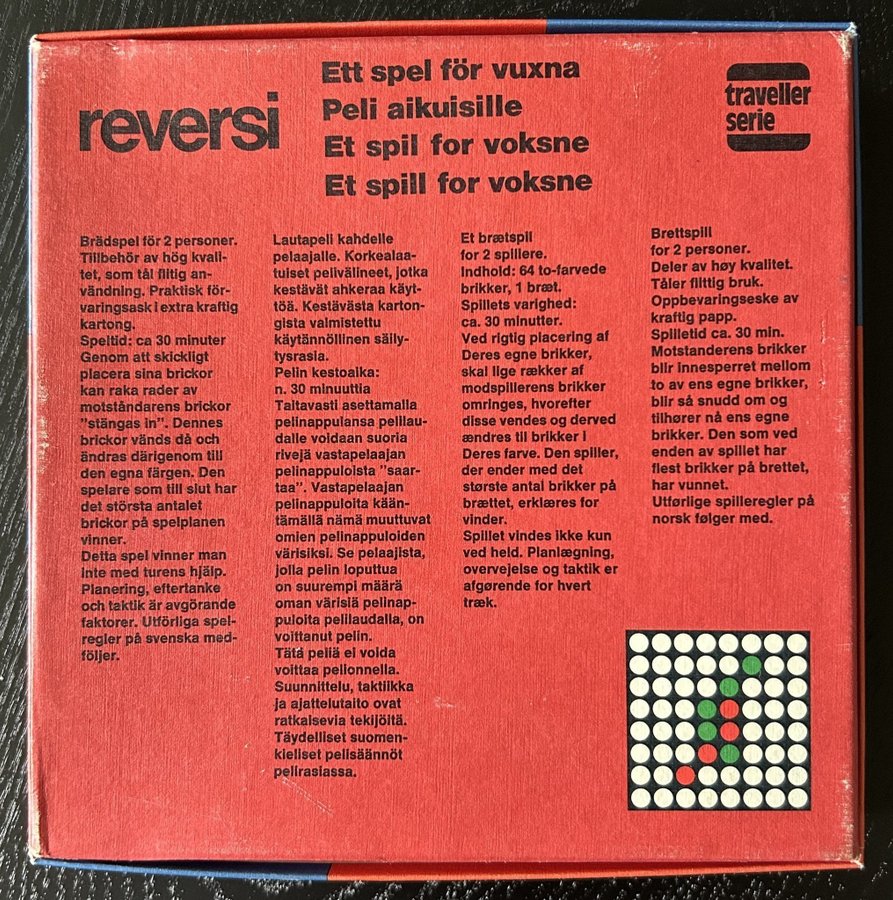 reversi
Ett spel för vuxna
Peli aikuisille
Et spil for voksne
Et spill for voksne
traveller
serie
Brädspel för 2 personer.
Tillbehör av hög kvali-
tet, som tål flitig an-
vändning. Praktisk för-
varingsask i extra kraftig
kartong.
Speltid: ca 30 minuter
Genom att skickligt
placera sina brickor
kan raka rader av
motståndarens brickor
"stängas in". Dennes
brickor vänds då och
ändras därigenom till
den egna färgen. Den
spelare som till slut har
det största antalet
brickor på spelplanen
vinner.
Detta spel vinner man
inte med turens hjälp.
Planering, eftertanke
och taktik är avgörande
faktorer. Utförliga spel-
regler på svenska med-
följer.
Lautapeli kahdelle
pelaajalle. Korkealaa-
tuiset pelivälineet, jotka
kestävät ahkeraa käyt-
töä. Kestävästä karton-
gista valmistettu
käytännöllinen säily-
tysrasia.
Pelin kestoaika:
n. 30 minuuttia
Taitavasti asettamalla
pelinappulansa pelilau-
dalle voidaan suoria
rivejä vastapelaajan
pelinappuloista "saar-
taa". Vastapelaajan
pelinappuloita kään-
tämällä nämä muuttuvat
omien pelinappuloiden
värisiksi. Se pelaajista,
jolla pelin loputtua
on suurempi määrä
oman värisiä pelinap-
puloita pelilaudalla, on
voittanut pelin.
Tätä peliä ei voida
voittaa pelionnella.
Suunnittelu, taktiikka
ja ajattelutaito ovat
ratkaisevia tekijöitä.
Täydelliset suomen-
kieliset pelisäännöt
pelirasiassa.
Et brætspil
for 2 spillere.
Indhold: 64 to-farvede
brikker, 1 bræt.
Spillets varighed:
ca. 30 minutter.
Ved rigtig placering af
Deres egne brikker,
skal lige rækker af
modspillerens brikker
omringes, hvorefter
disse vendes og derved
ændres til brikker i
Deres farve. Den spiller,
der ender med det
største antal brikker på
brættet, erklæres for
vinder.
Spillet vindes ikke kun
ved held. Planlægning,
overvejelse og taktik er
afgørende for hvert
træk.
Brettspill
for 2 personer.
Deler av høy kvalitet.
Tåler flittig bruk.
Oppbevaringseske av
kraftig papp.
Spilletid ca. 30 min.
Motstanderens brikker
blir innesperret mellom
to av ens egne brikker,
blir så snudd om og
tilhører nå ens egne
brikker. Den som ved
enden av spillet har
flest brikker på brettet,
har vunnet.
Utførlige spilleregler på
norsk følger med.